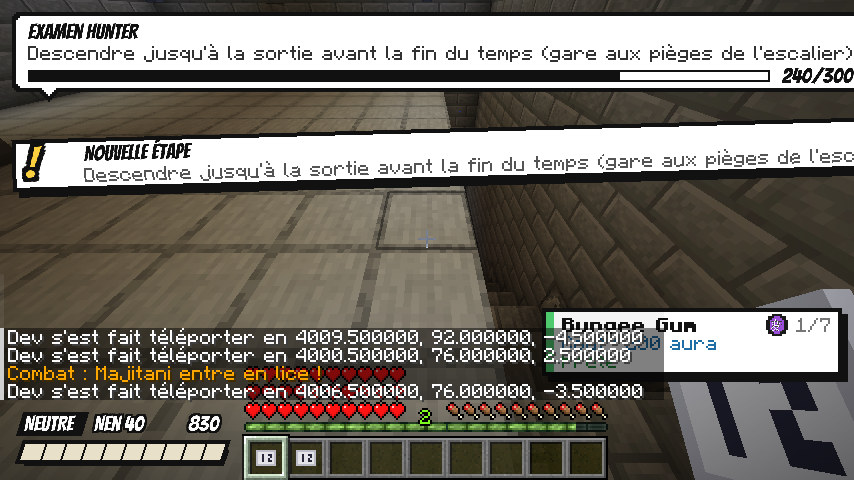 EXAMEN HUNTER
Descendre jusqu'à la sortie avant la fin du temps (gare aux pièges de l'escalier)
240/300
NOUVELLE ÉTAPE
Descendre jusqu'à la sortie avant la fin du temps (gare aux pièges de l'esc
Bungee Gum
1/7
aura
Dev s'est fait téléporter en 4009.500000, 92.000000, -4.500000
Dev s'est fait téléporter en 4000.500000, 76.000000, 2.500000
Combat : Majitani entre en lice !
Dev s'est fait téléporter en 4006.500000, 76.000000, -3.500000
NEUTRE
NEN 40
830
2
12
12
12